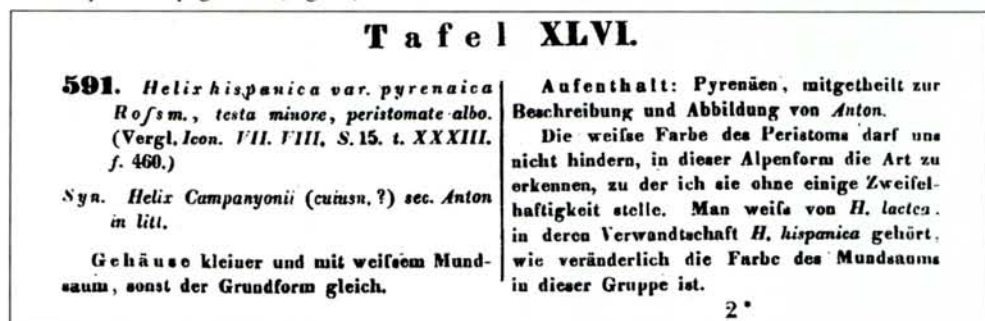 Tafel XLVI.
591. Helix hispanica var. pyrenaica
Roſsm., testa minore, peristomate albo.
(Vergl. Icon. VII. VIII. S. 15. t. XXXIII.
f. 460.)
Syn. Helix Campanyonii (cuiusn. ?) sec. Anton
in litt.
Gehäuse kleiner und mit weiſsem Mund-
saum, sonst der Grundform gleich.
Aufenthalt: Pyrenäen, mitgetheilt zur
Beschreibung und Abbildung von Anton.
Die weiſse Farbe des Peristoms darf uns
nicht hindern, in dieser Alpenform die Art zu
erkennen, zu der ich sie ohne einige Zweifel-
haftigkeit stelle. Man weiſs von H. lactea,
in deren Verwandtschaft H. hispanica gehört,
wie veränderlich die Farbe des Mundsaums
in dieser Gruppe ist.
2*